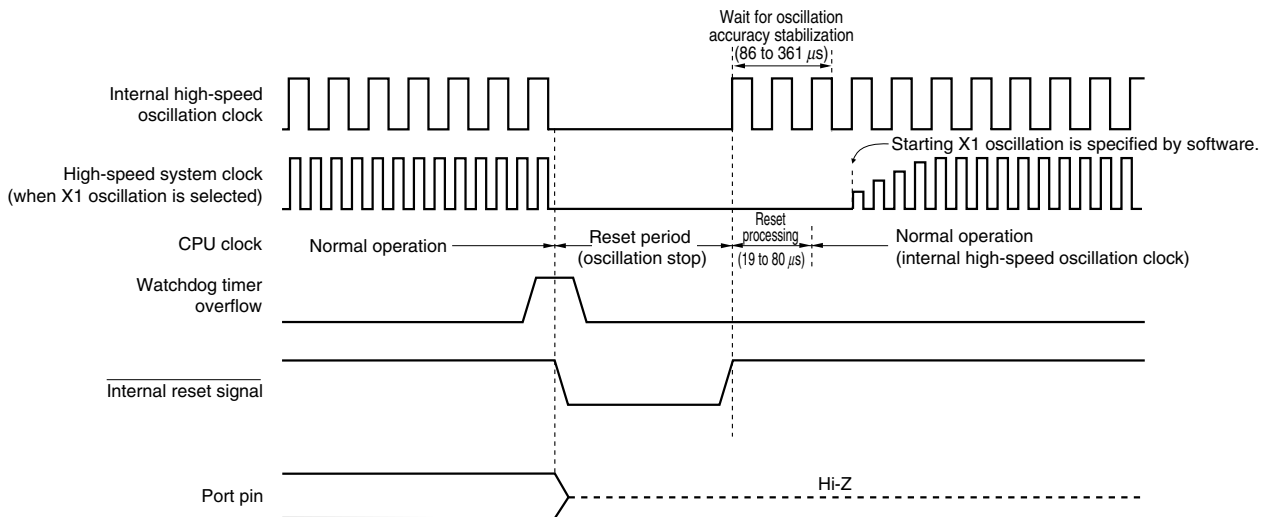 Wait for oscillation
accuracy stabilization
(86 to 361 μs)
Internal high-speed
oscillation clock
Starting X1 oscillation is specified by software.
High-speed system clock
(when X1 oscillation is selected)
CPU clock
Normal operation
Reset period
(oscillation stop)
Reset
processing
(19 to 80 μs)
Normal operation
(internal high-speed oscillation clock)
Watchdog timer
overflow
Internal reset signal
Port pin
Hi-Z